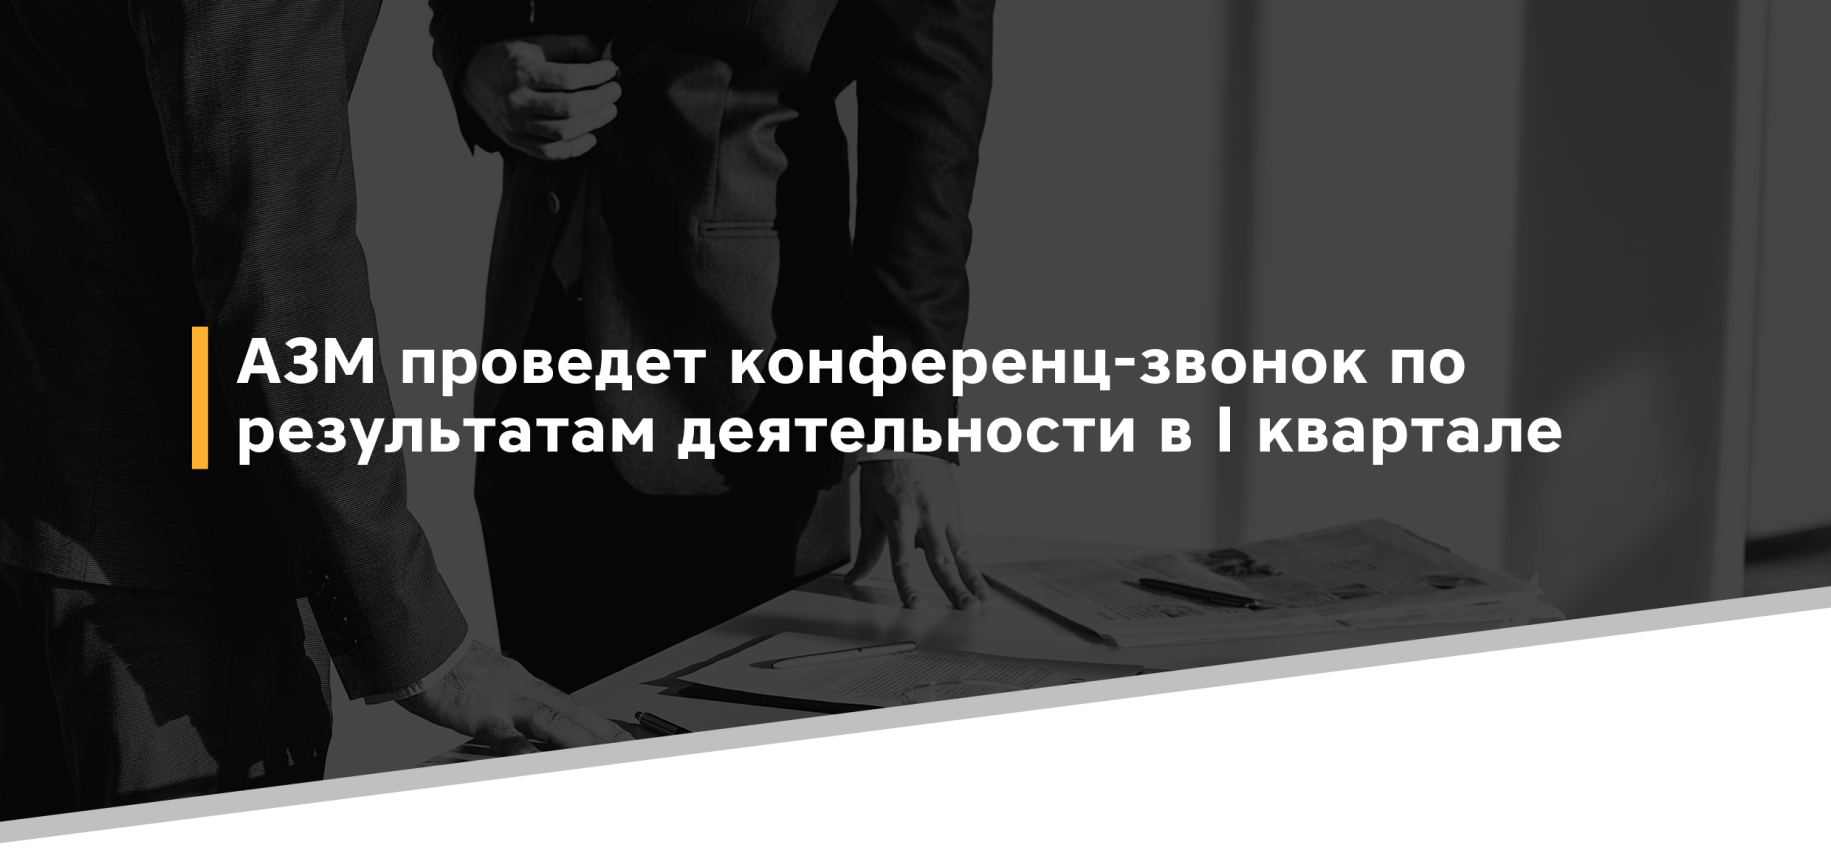 АЗМ проведет конференц-звонок по
результатам деятельности в I квартале